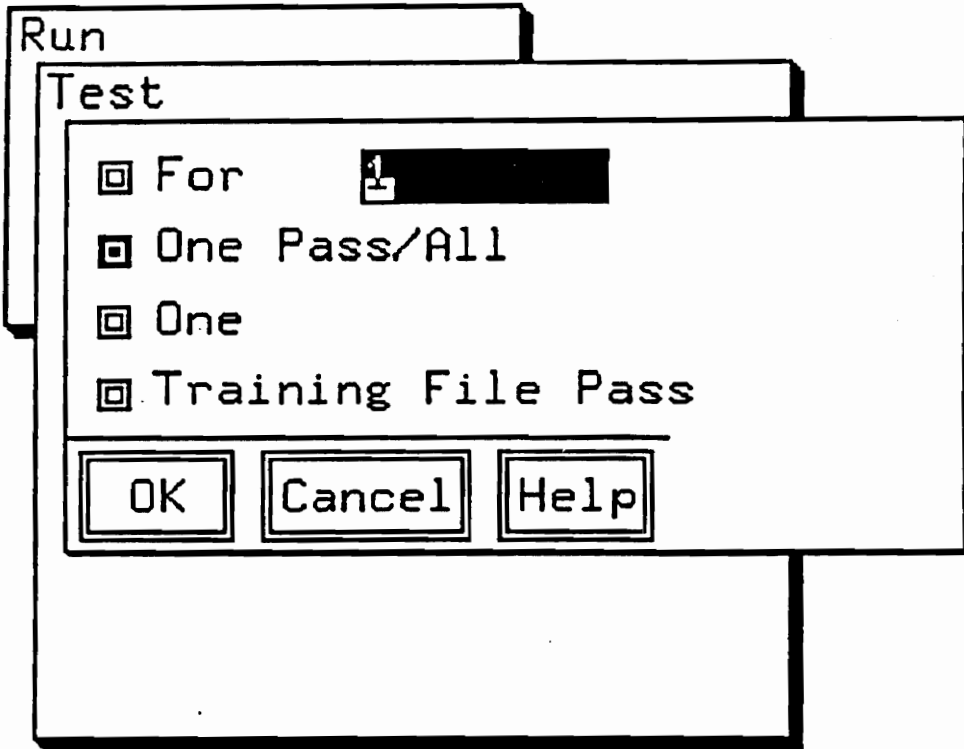 Run
Test
For 1
One Pass/All
One
Training File Pass
OK Cancel Help